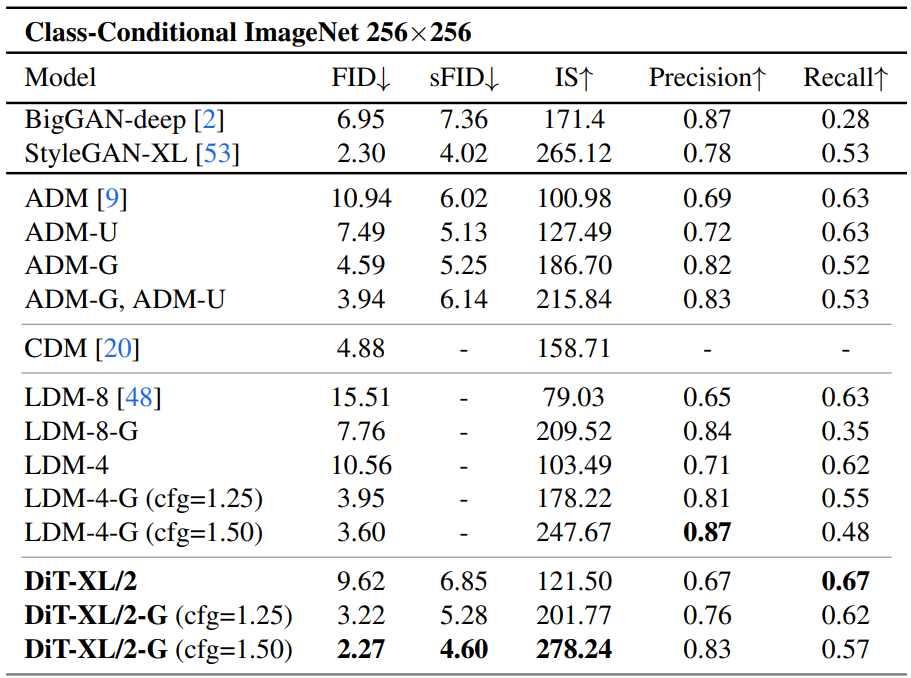 Class-Conditional ImageNet 256×256
Model FID↓ sFID↓ IS↑ Precision↑ Recall↑
BigGAN-deep [2] 6.95 7.36 171.4 0.87 0.28
StyleGAN-XL [53] 2.30 4.02 265.12 0.78 0.53
ADM [9] 10.94 6.02 100.98 0.69 0.63
ADM-U 7.49 5.13 127.49 0.72 0.63
ADM-G 4.59 5.25 186.70 0.82 0.52
ADM-G, ADM-U 3.94 6.14 215.84 0.83 0.53
CDM [20] 4.88 - 158.71 - -
LDM-8 [48] 15.51 - 79.03 0.65 0.63
LDM-8-G 7.76 - 209.52 0.84 0.35
LDM-4 10.56 - 103.49 0.71 0.62
LDM-4-G (cfg=1.25) 3.95 - 178.22 0.81 0.55
LDM-4-G (cfg=1.50) 3.60 - 247.67 0.87 0.48
DiT-XL/2 9.62 6.85 121.50 0.67 0.67
DiT-XL/2-G (cfg=1.25) 3.22 5.28 201.77 0.76 0.62
DiT-XL/2-G (cfg=1.50) 2.27 4.60 278.24 0.83 0.57